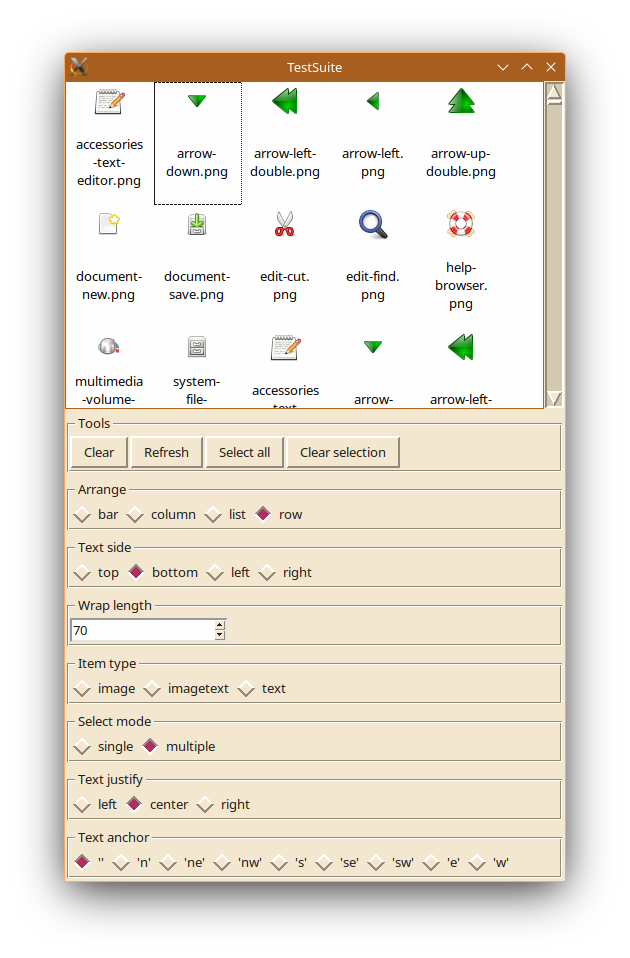 TestSuite
accessories
-text-
editor.png
arrow-
down.png
arrow-left-
double.png
arrow-left.
png
arrow-up-
double.png
document-
new.png
document-
save.png
edit-cut.
png
edit-find.
png
help-
browser.
png
multimedia
-volume-
system-
file-
accessories
-text-
arrow-
arrow-left-
Tools
Clear Refresh Select all Clear selection
Arrange
bar column list row
Text side
top bottom left right
Wrap length
70
Item type
image imagetext text
Select mode
single multiple
Text justify
left center right
Text anchor
'' 'n' 'ne' 'nw' 's' 'se' 'sw' 'e' 'w'